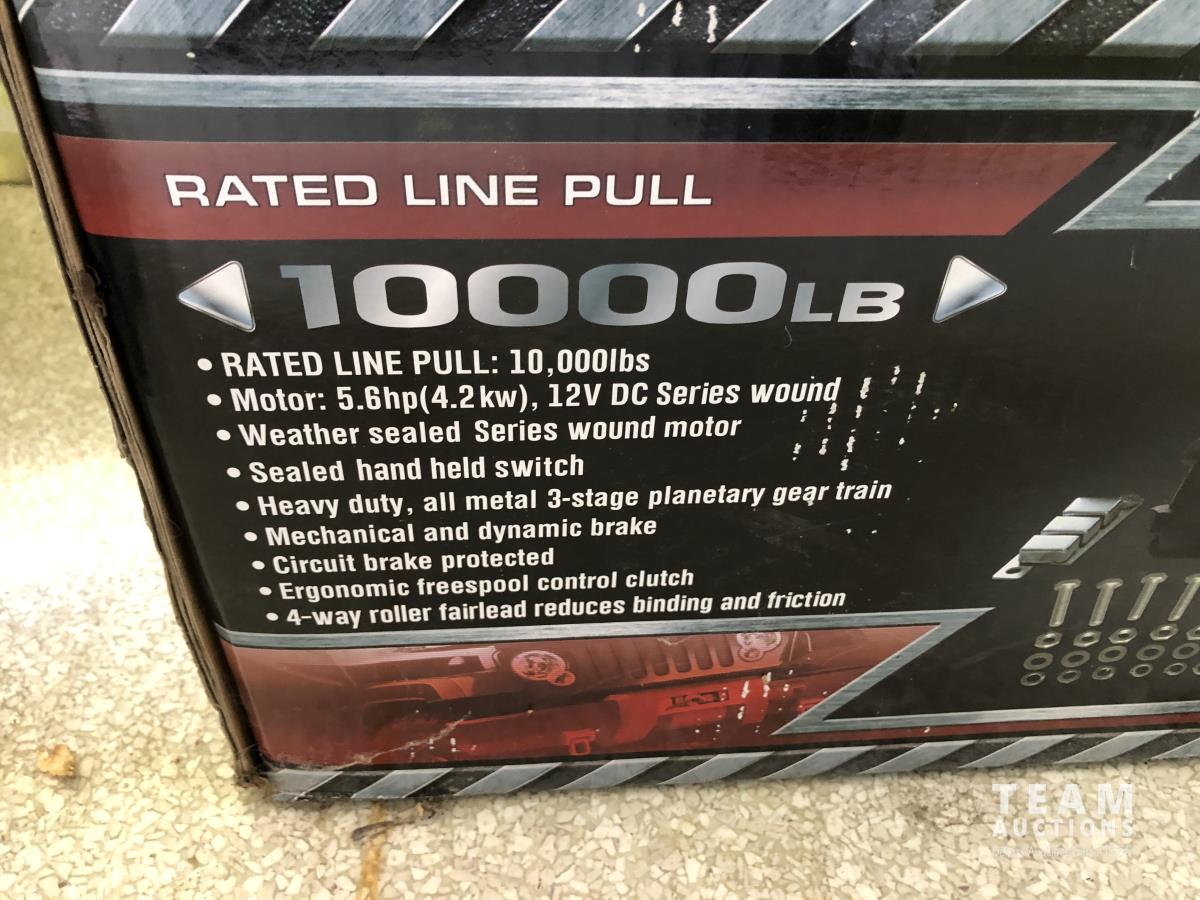 RATED LINE PULL
10000LB
• RATED LINE PULL: 10,000lbs
• Motor: 5.6hp(4.2kw), 12V DC Series wound
• Weather sealed Series wound motor
• Sealed hand held switch
• Heavy duty, all metal 3-stage planetary gear train
• Mechanical and dynamic brake
• Circuit brake protected
• Ergonomic freespool control clutch
• 4-way roller fairlead reduces binding and friction
TEAM
AUCTIONS